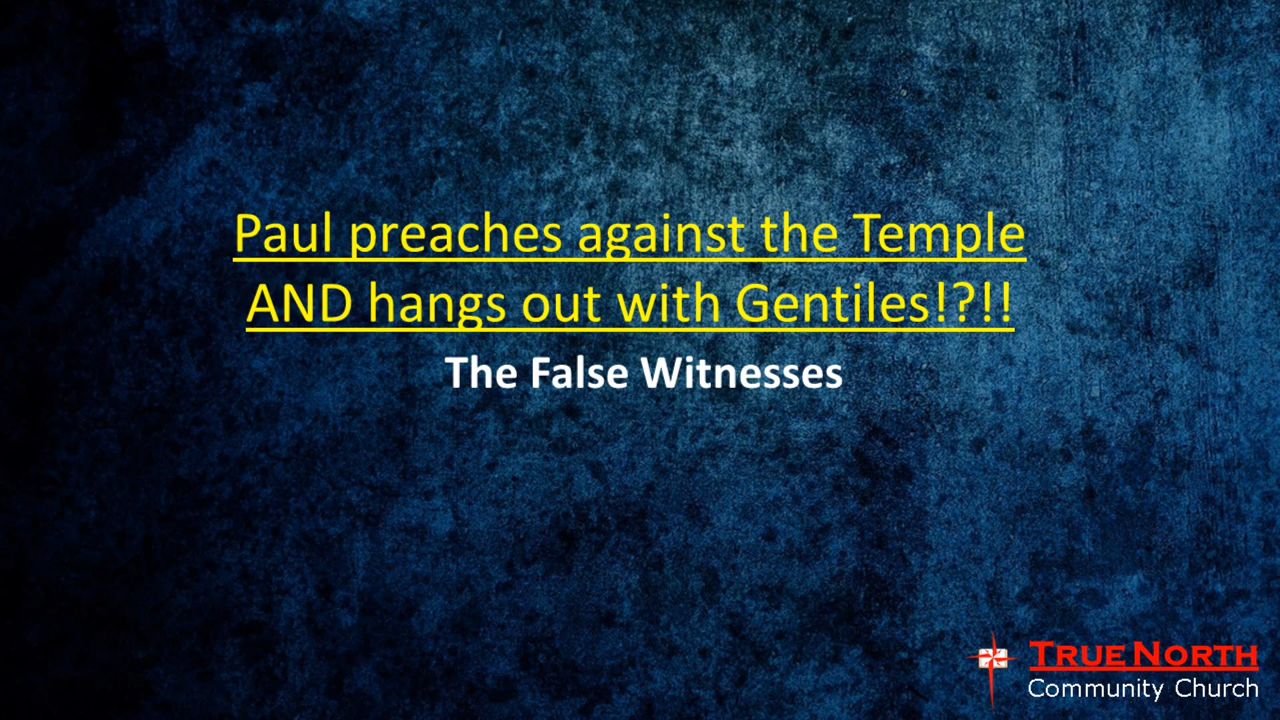 Paul preaches against the Temple
AND hangs out with Gentiles!?!!
The False Witnesses
TRUE NORTH
Community Church